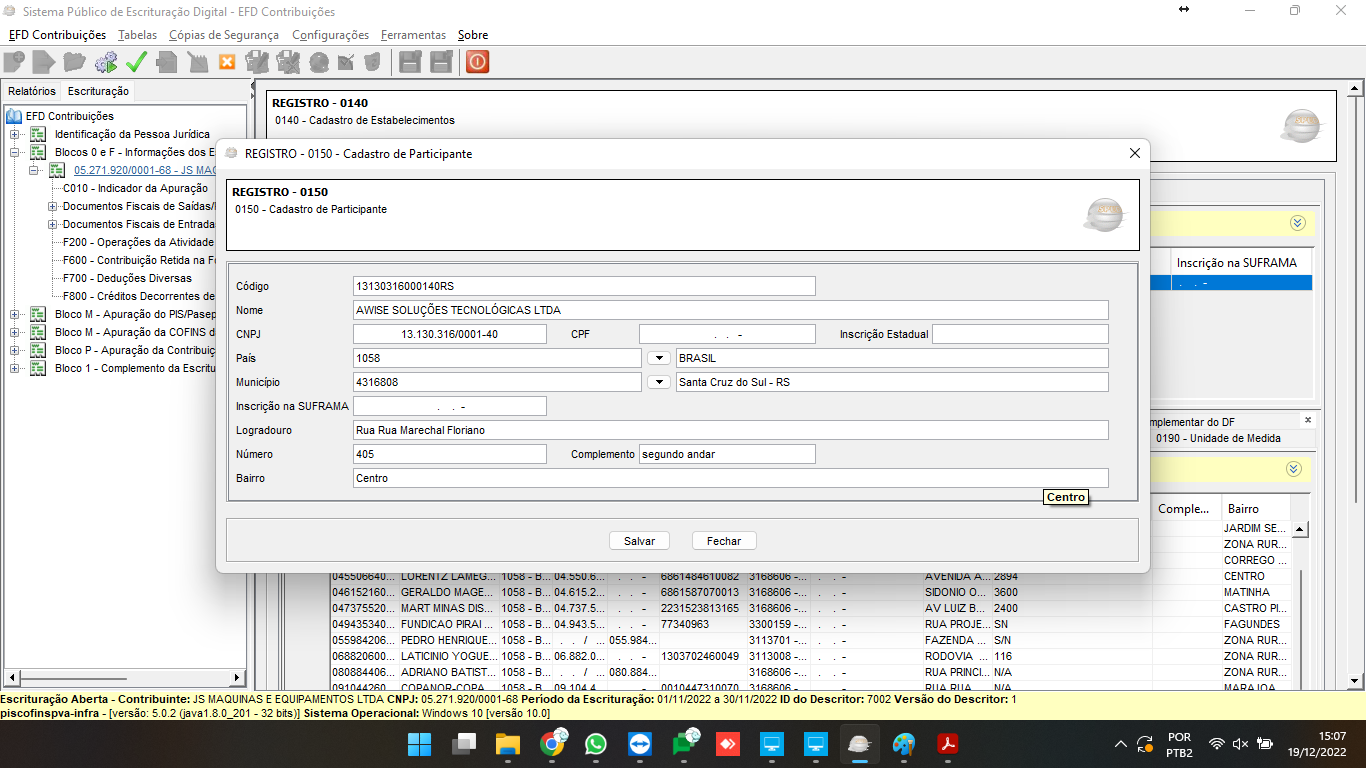 Sistema Público de Escrituração Digital - EFD Contribuições
EFD Contribuições Tabelas Cópias de Segurança Configurações Ferramentas Sobre
Relatórios Escrituração
EFD Contribuições
Identificação da Pessoa Jurídica
Blocos 0 e F - Informações dos E
05.271.920/0001-68 - JS MAQ
C010 - Indicador da Apuração
Documentos Fiscais de Saídas/
Documentos Fiscais de Entrada
F200 - Operações da Atividade
F600 - Contribuição Retida na Fo
F700 - Deduções Diversas
F800 - Créditos Decorrentes de
Bloco M - Apuração do PIS/Pasep
Bloco M - Apuração da COFINS da
Bloco P - Apuração da Contribuiç
Bloco 1 - Complemento da Escritu
REGISTRO - 0140
0140 - Cadastro de Estabelecimentos
REGISTRO - 0150 - Cadastro de Participante
REGISTRO - 0150
0150 - Cadastro de Participante
Código 13130316000140RS
Nome AWISE SOLUÇÕES TECNOLÓGICAS LTDA
CNPJ 13.130.316/0001-40 CPF . . - Inscrição Estadual
País 1058 BRASIL
Município 4316808 Santa Cruz do Sul - RS
Inscrição na SUFRAMA . . -
Logradouro Rua Rua Marechal Floriano
Número 405 Complemento segundo andar
Bairro Centro
Centro
Salvar Fechar
Inscrição na SUFRAMA
. . -
mplementar do DF
0190 - Unidade de Medida
Comple... Bairro
JARDIM SE...
ZONA RUR...
CORREGO ...
045506640... LORENTZ LAMEG... 1058 - B... 04.550.6... . . - 6861484610082 3168606 -... . . - AVENIDA A... 2894 CENTRO
046152160... GERALDO MAGE... 1058 - B... 04.615.2... . . - 6861587070013 3168606 -... . . - SIDONIO O... 3600 MATINHA
047375520... MART MINAS DIS... 1058 - B... 04.737.5... . . - 2231523813165 3168606 -... . . - AV LUIZ B... 2400 CASTRO PI...
049435340... FUNDICAO PIRAI ... 1058 - B... 04.943.5... . . - 77340963 3300159 -... . . - RUA PROJE... SN FAGUNDES
055984206... PEDRO HENRIQUE... 1058 - B... . . / ... 055.984... 3113701 -... . . - FAZENDA ... S/N ZONA RUR...
068820600... LATICINIO YOGUE... 1058 - B... 06.882.0... . . - 1303702460049 3113008 -... . . - RODOVIA ... 116 ZONA RUR...
080884406... ADRIANO BATIST... 1058 - B... . . / ... 080.884... 3168606 -... . . - RUA PRINCI... N/A ZONA RUR...
091044260... COPANOR-COPA... 1058 - B... 09.104.4... . . - 0010447310070 3168606 -... . . - RUA RUA ... N/A MARAJOA
Escrituração Aberta - Contribuinte: JS MAQUINAS E EQUIPAMENTOS LTDA CNPJ: 05.271.920/0001-68 Período da Escrituração: 01/11/2022 a 30/11/2022 ID do Descritor: 7002 Versão do Descritor: 1
piscofinspva-infra - [versão: 5.0.2 (java1.8.0_201 - 32 bits)] Sistema Operacional: Windows 10 [versão 10.0]
POR
PTB2
15:07
19/12/2022